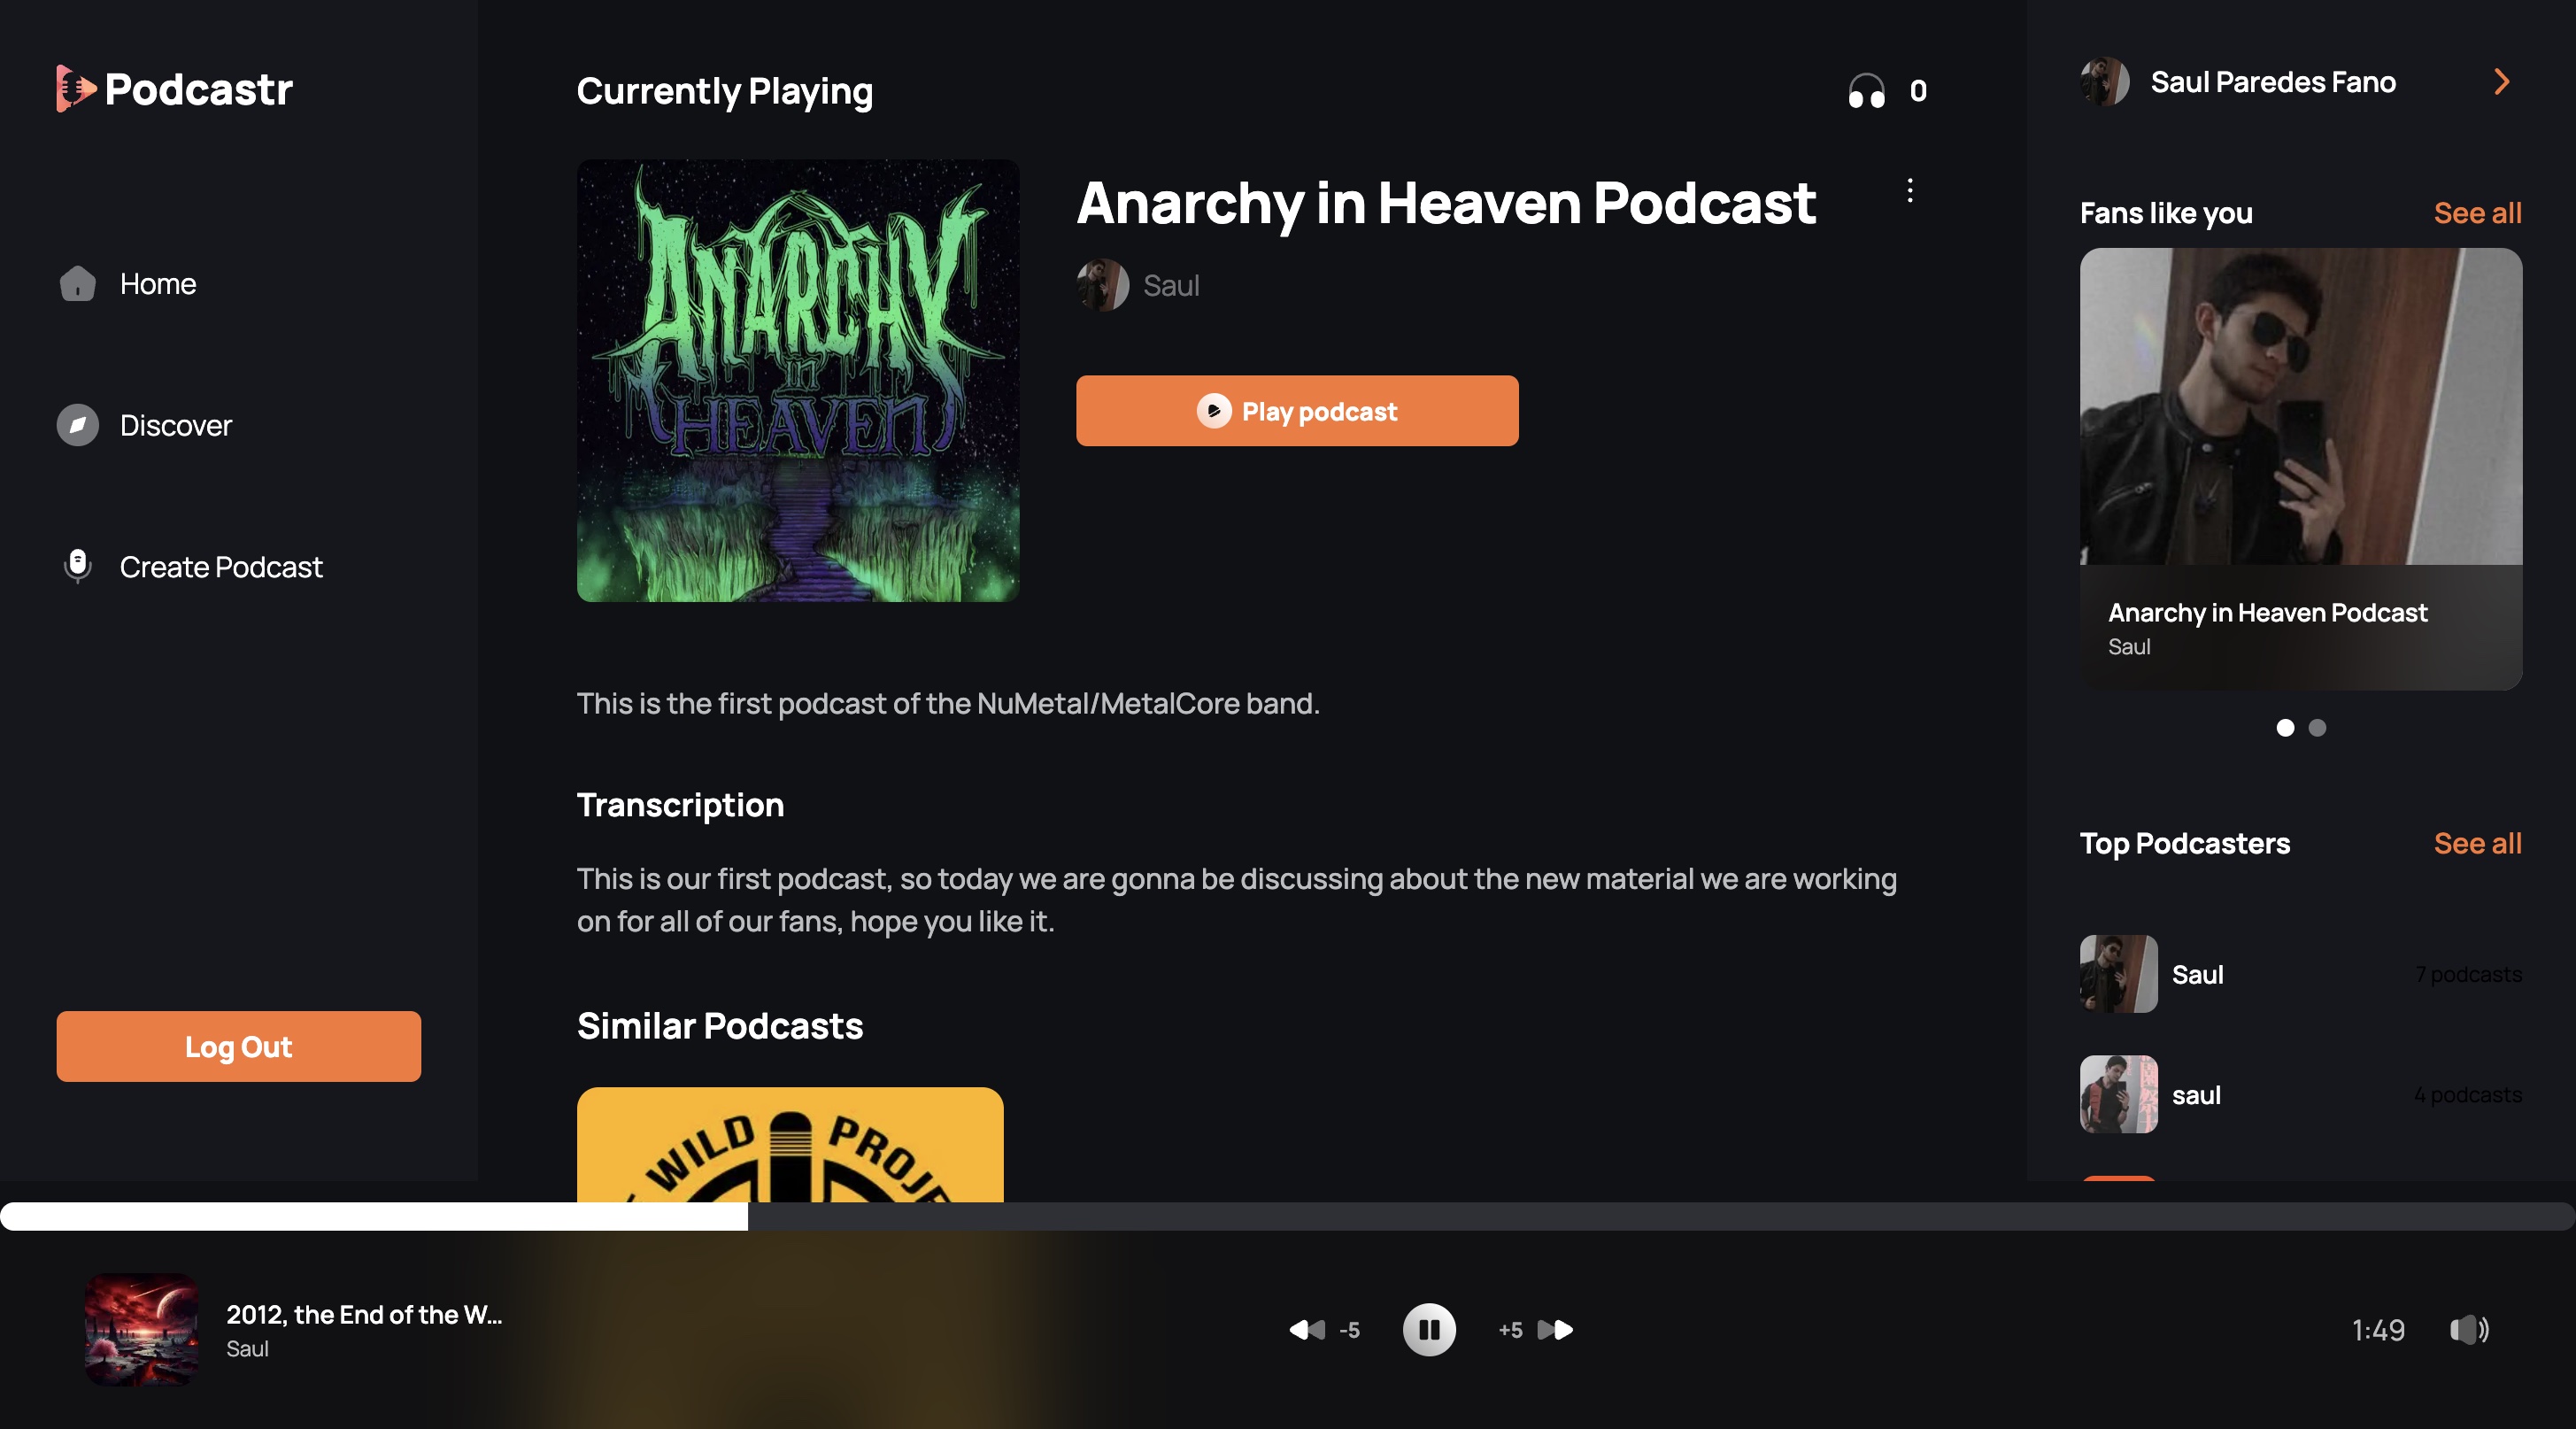 Podcastr
Home
Discover
Create Podcast
Log Out
Currently Playing
0
ANARCHY
in
HEAVEN
Anarchy in Heaven Podcast
Saul
Play podcast
This is the first podcast of the NuMetal/MetalCore band.
Transcription
This is our first podcast, so today we are gonna be discussing about the new material we are working
on for all of our fans, hope you like it.
Similar Podcasts
WILD PROJE
Saul Paredes Fano
Fans like you
See all
Anarchy in Heaven Podcast
Saul
Top Podcasters
See all
Saul
7 podcasts
saul
4 podcasts
2012, the End of the W...
Saul
-5
+5
1:49